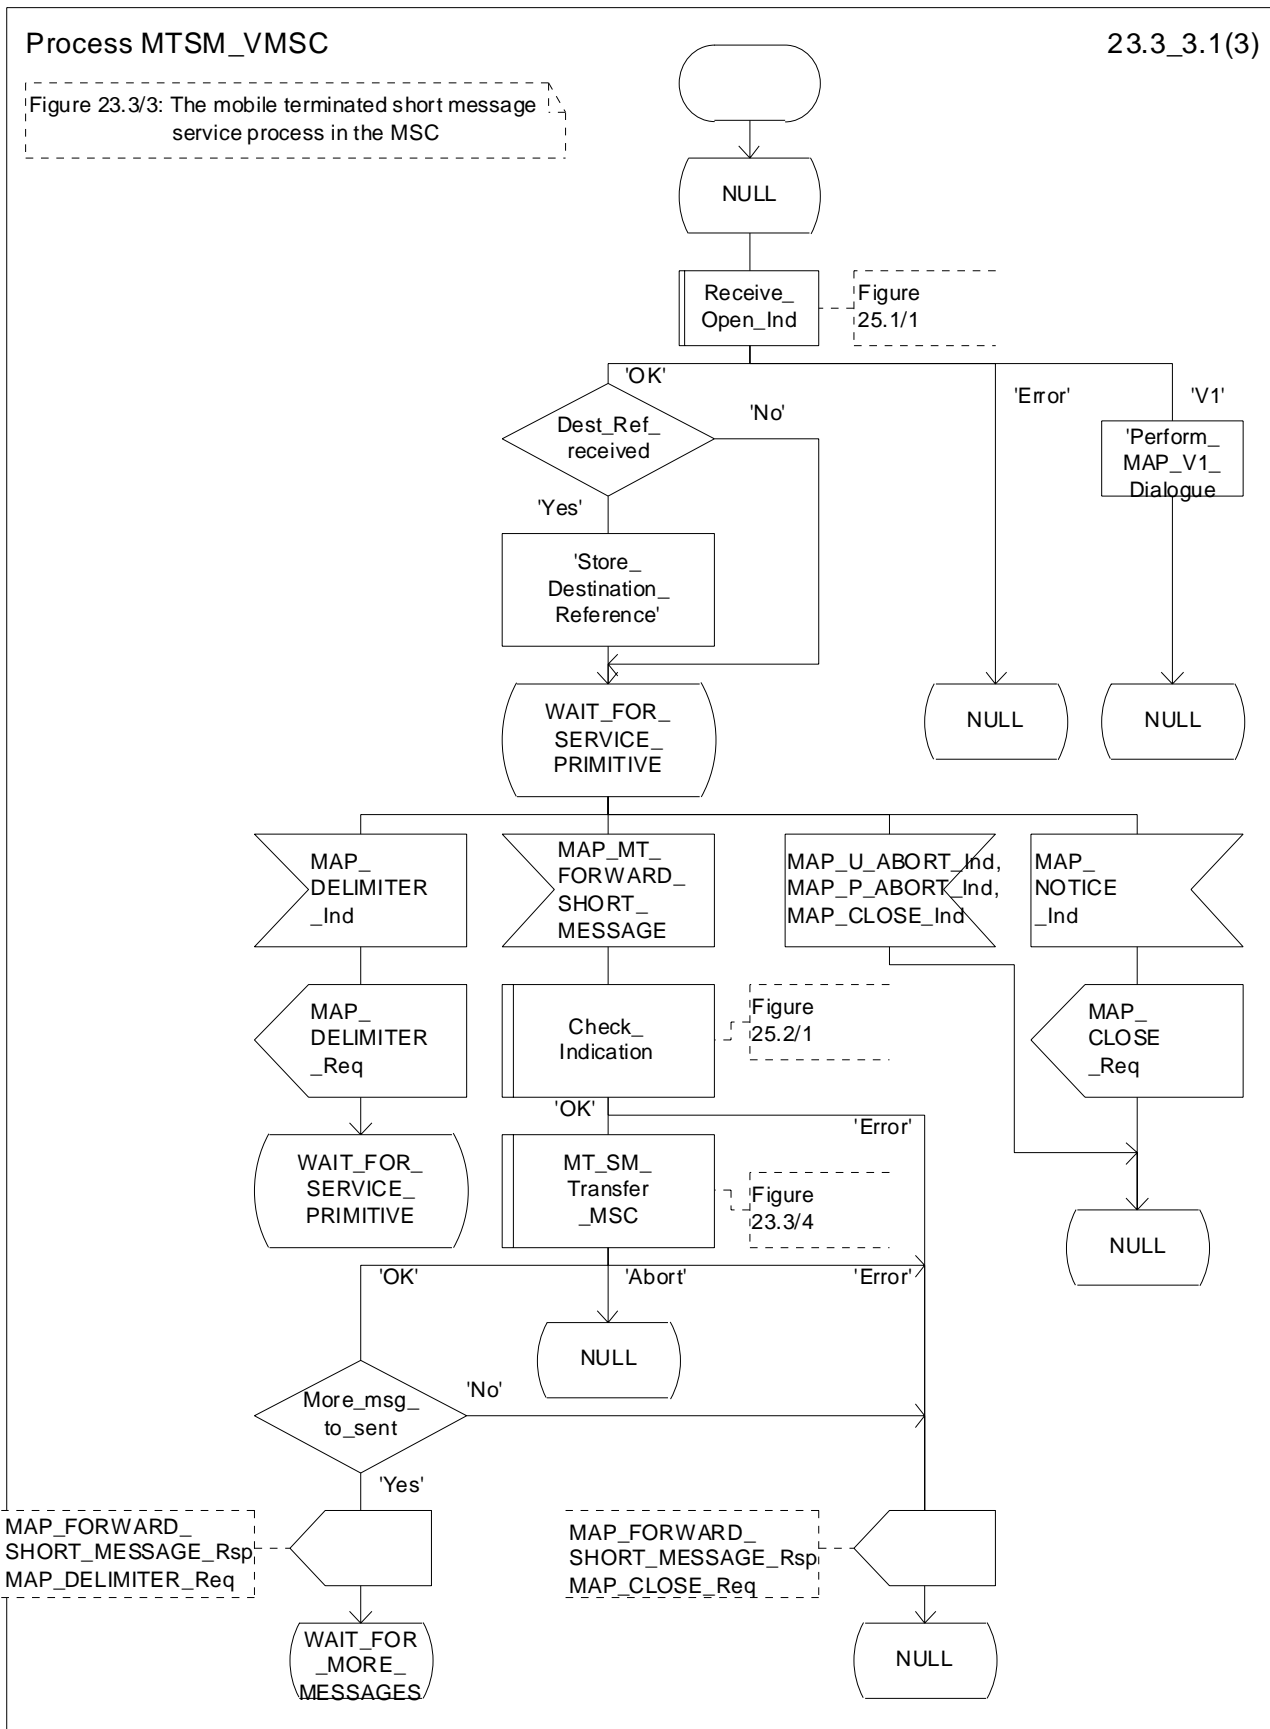 Process MTSM_VMSC
23.3_3.1(3)
Figure 23.3/3: The mobile terminated short message
service process in the MSC
NULL
Receive_
Open_Ind
Figure
25.1/1
'OK'
'Error'
'V1'
Dest_Ref_
received
'No'
'Perform_
MAP_V1_
Dialogue
'Yes'
'Store_
Destination_
Reference'
WAIT_FOR_
SERVICE_
PRIMITIVE
NULL
NULL
MAP_
DELIMITER
_Ind
MAP_MT_
FORWARD_
SHORT_
MESSAGE
MAP_U_ABORT_Ind,
MAP_P_ABORT_Ind,
MAP_CLOSE_Ind
MAP_
NOTICE
_Ind
MAP_
DELIMITER
_Req
Check_
Indication
Figure
25.2/1
MAP_
CLOSE
_Req
'OK'
'Error'
WAIT_FOR_
SERVICE_
PRIMITIVE
MT_SM_
Transfer
_MSC
Figure
23.3/4
NULL
'OK'
'Abort'
'Error'
NULL
More_msg_
to_sent
'No'
'Yes'
MAP_FORWARD_
SHORT_MESSAGE_Rsp
MAP_DELIMITER_Req
MAP_FORWARD_
SHORT_MESSAGE_Rsp
MAP_CLOSE_Req
WAIT_FOR
_MORE_
MESSAGES
NULL